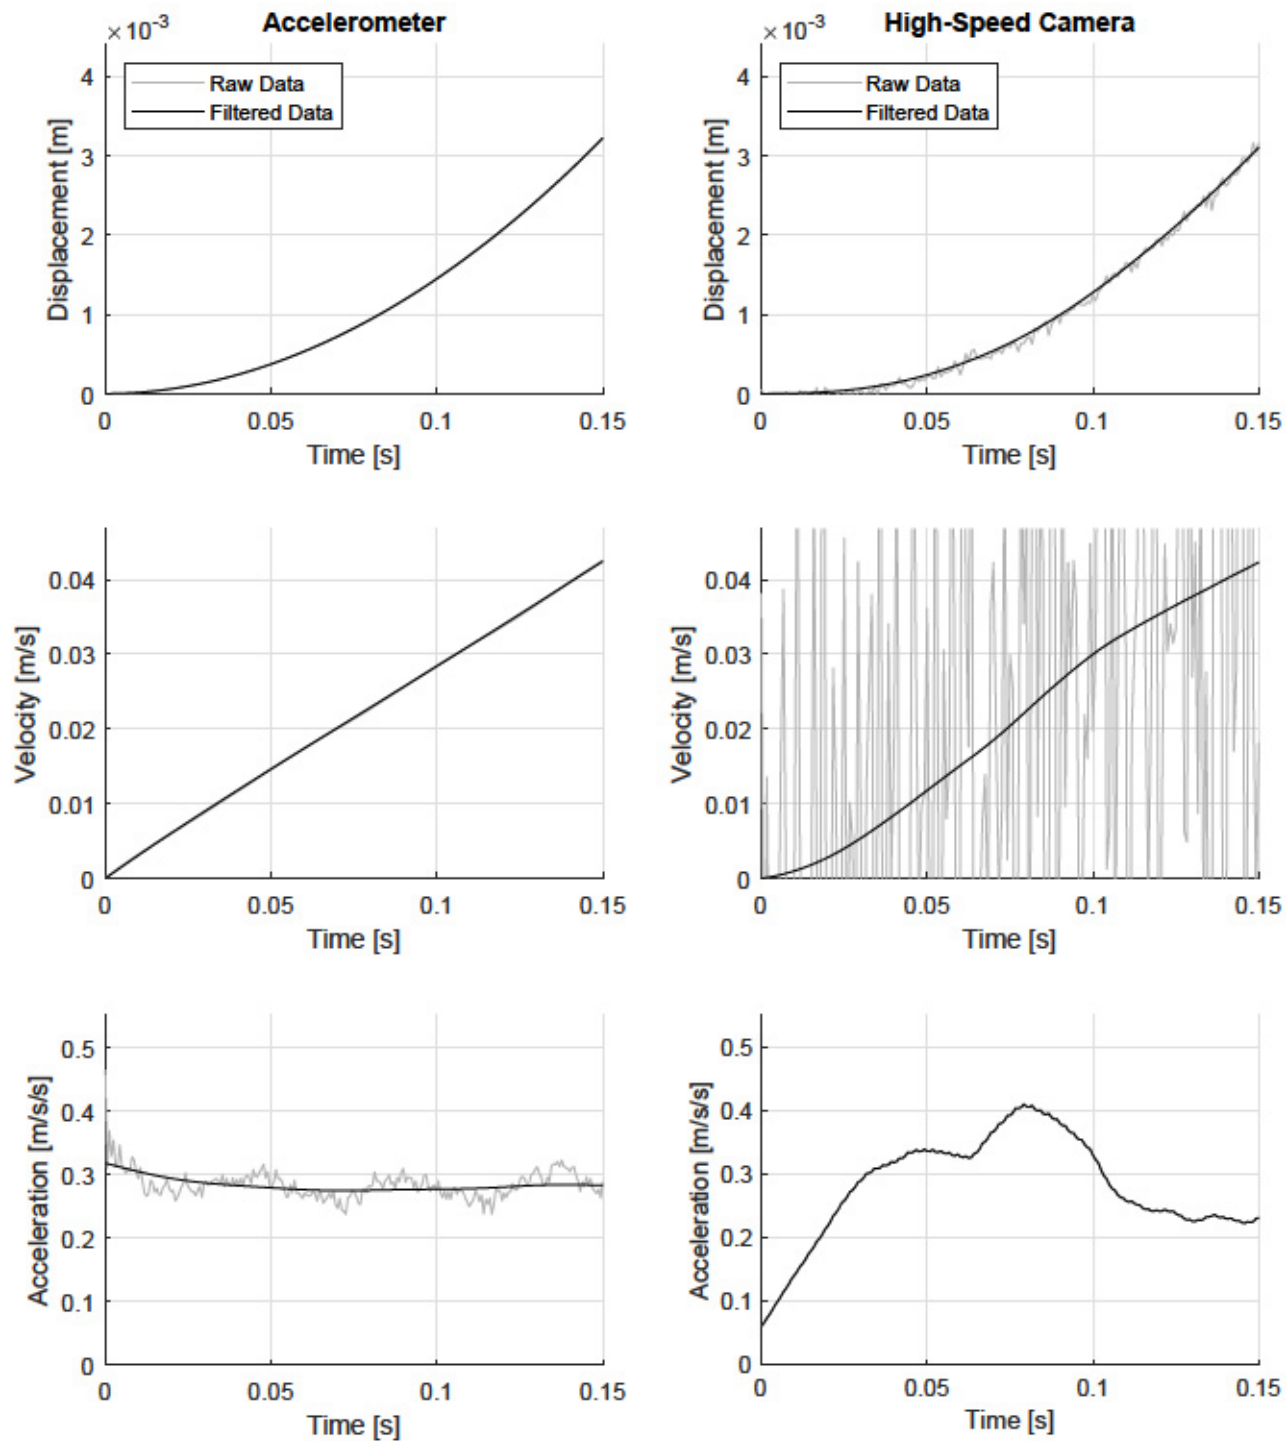 Accelerometer
×10⁻³
4
3
2
1
0
Displacement [m]
Raw Data
Filtered Data
0 0.05 0.1 0.15
Time [s]
High-Speed Camera
×10⁻³
4
3
2
1
0
Displacement [m]
Raw Data
Filtered Data
0 0.05 0.1 0.15
Time [s]
0.04
0.03
0.02
0.01
0
Velocity [m/s]
0 0.05 0.1 0.15
Time [s]
0.04
0.03
0.02
0.01
0
Velocity [m/s]
0 0.05 0.1 0.15
Time [s]
0.5
0.4
0.3
0.2
0.1
0
Acceleration [m/s/s]
0 0.05 0.1 0.15
Time [s]
0.5
0.4
0.3
0.2
0.1
0
Acceleration [m/s/s]
0 0.05 0.1 0.15
Time [s]